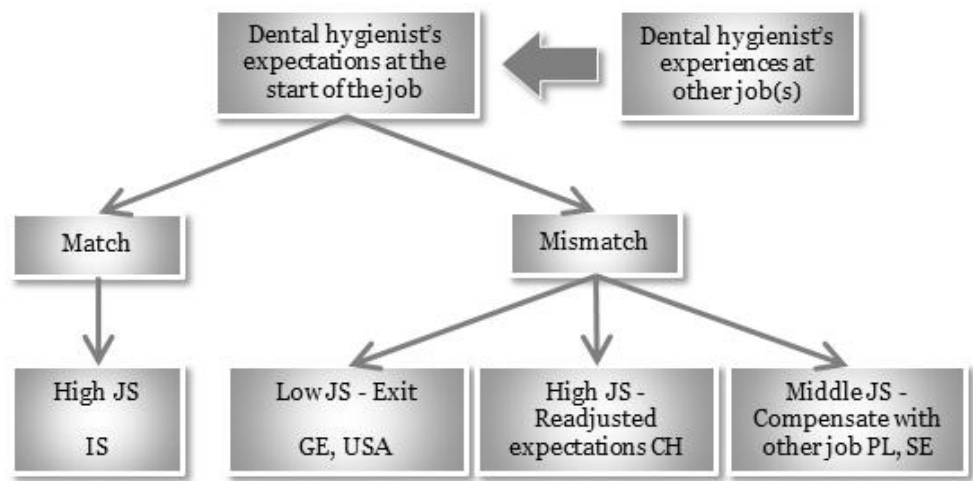 Dental hygienist's
expectations at the
start of the job
Dental hygienist's
experiences at
other job(s)
Match
Mismatch
High JS
IS
Low JS - Exit
GE, USA
High JS -
Readjusted
expectations CH
Middle JS -
Compensate with
other job PL, SE